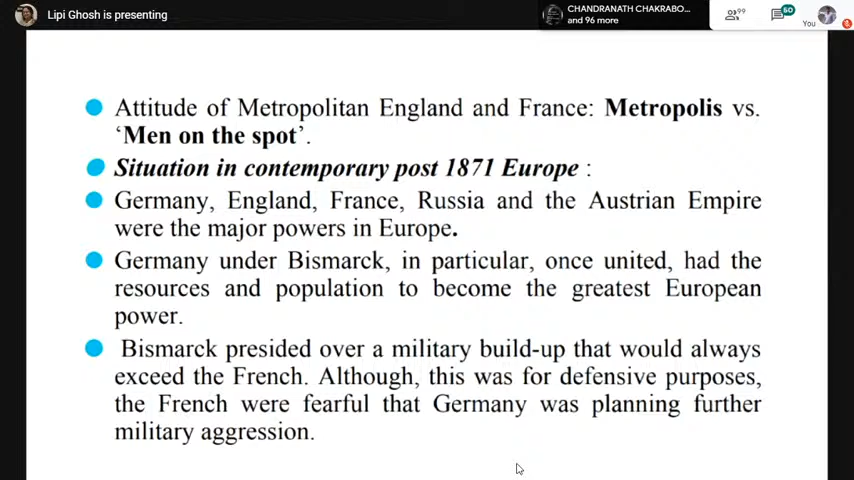 Lipi Ghosh is presenting
CHANDRANATH CHAKRABO...
and 96 more
99
60
You
Attitude of Metropolitan England and France: Metropolis vs.
‘Men on the spot’.
Situation in contemporary post 1871 Europe :
Germany, England, France, Russia and the Austrian Empire
were the major powers in Europe.
Germany under Bismarck, in particular, once united, had the
resources and population to become the greatest European
power.
Bismarck presided over a military build-up that would always
exceed the French. Although, this was for defensive purposes,
the French were fearful that Germany was planning further
military aggression.